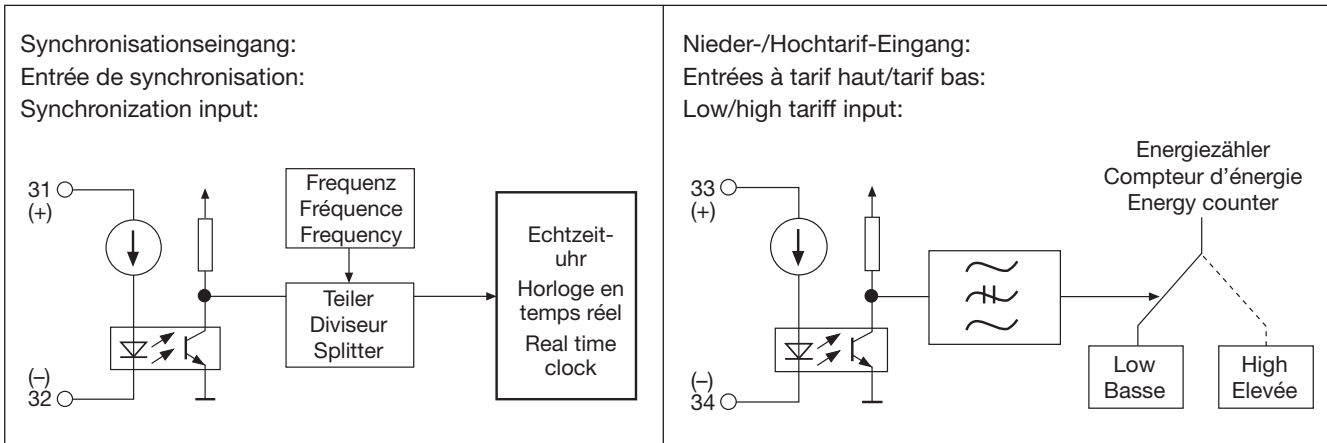 Synchronisationseingang:
Entrée de synchronisation:
Synchronization input:
31
(+)
Frequenz
Fréquence
Frequency
Teiler
Diviseur
Splitter
Echtzeit-
uhr
Horloge en
temps réel
Real time
clock
(–)
32
Nieder-/Hochtarif-Eingang:
Entrées à tarif haut/tarif bas:
Low/high tariff input:
33
(+)
Energiezähler
Compteur d’énergie
Energy counter
Low
Basse
High
Elevée
(–)
34